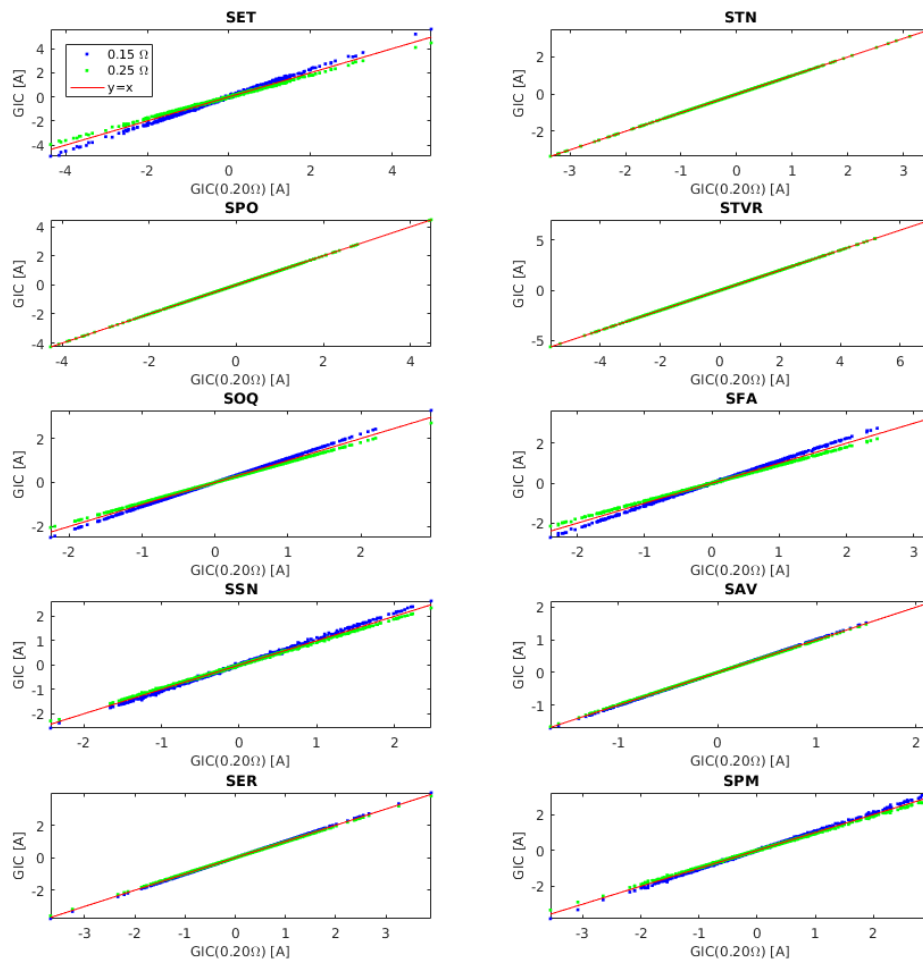 SET
GIC [A]
4
2
0
-2
-4
0.15 Ω
0.25 Ω
y=x
-4 -2 0 2 4
GIC(0.20Ω) [A]
STN
GIC [A]
2
0
-2
-3 -2 -1 0 1 2 3
GIC(0.20Ω) [A]
SPO
GIC [A]
4
2
0
-2
-4
-4 -2 0 2 4
GIC(0.20Ω) [A]
STVR
GIC [A]
5
0
-5
-4 -2 0 2 4 6
GIC(0.20Ω) [A]
SOQ
GIC [A]
2
0
-2
-2 -1 0 1 2
GIC(0.20Ω) [A]
SFA
GIC [A]
2
0
-2
-2 -1 0 1 2 3
GIC(0.20Ω) [A]
SSN
GIC [A]
2
1
0
-1
-2
-2 -1 0 1 2
GIC(0.20Ω) [A]
SAV
GIC [A]
2
1
0
-1
-1 0 1 2
GIC(0.20Ω) [A]
SER
GIC [A]
2
0
-2
-3 -2 -1 0 1 2 3
GIC(0.20Ω) [A]
SPM
GIC [A]
2
0
-2
-3 -2 -1 0 1 2
GIC(0.20Ω) [A]